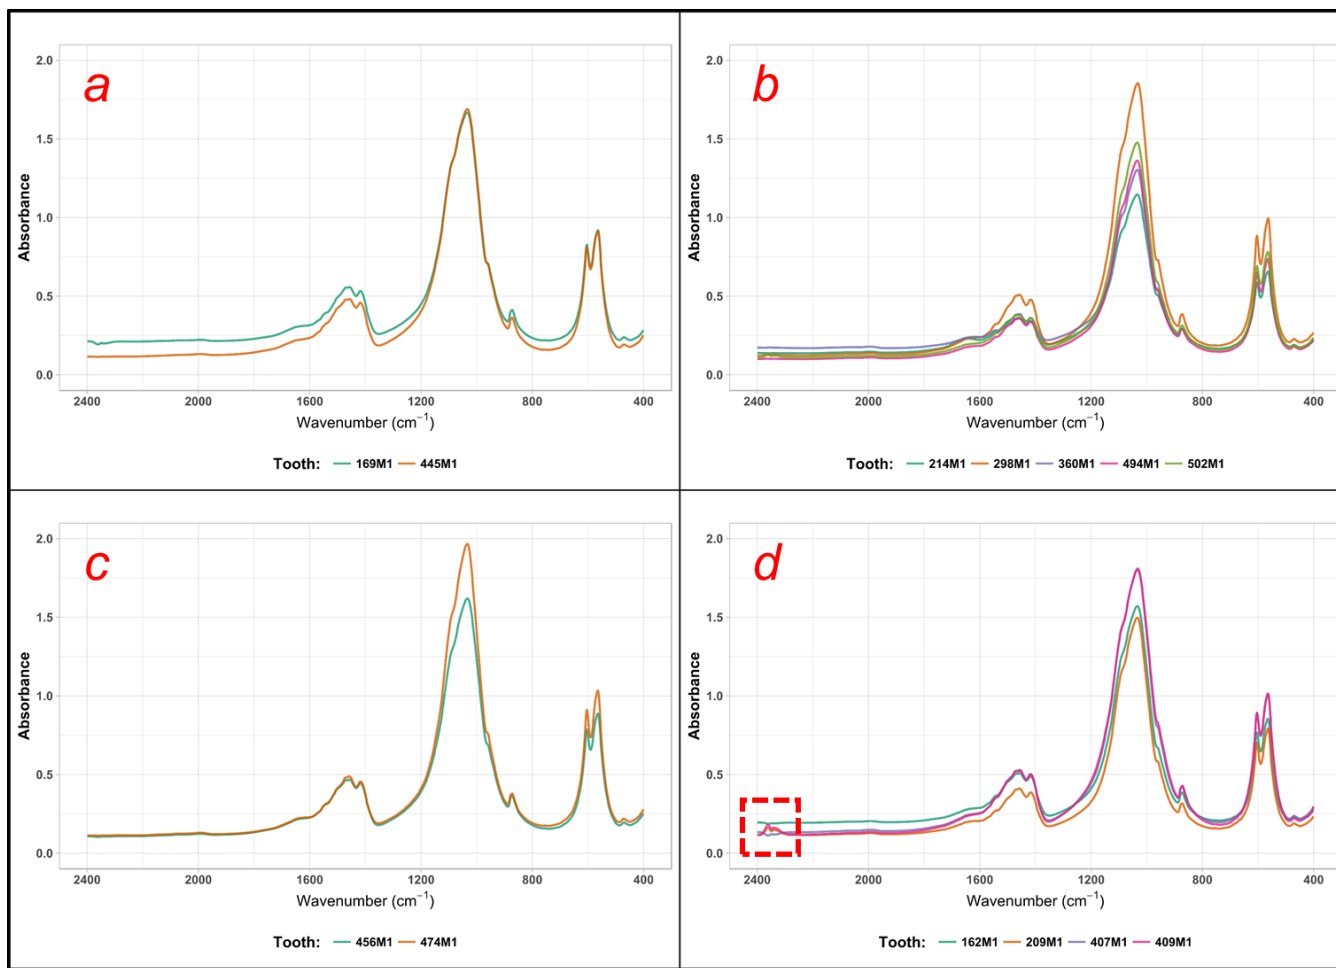 a
2.0
1.5
1.0
0.5
0.0
Absorbance
2400 2000 1600 1200 800 400
Wavenumber (cm⁻¹)
Tooth: 169M1 445M1
b
2.0
1.5
1.0
0.5
0.0
Absorbance
2400 2000 1600 1200 800 400
Wavenumber (cm⁻¹)
Tooth: 214M1 298M1 360M1 494M1 502M1
c
2.0
1.5
1.0
0.5
0.0
Absorbance
2400 2000 1600 1200 800 400
Wavenumber (cm⁻¹)
Tooth: 456M1 474M1
d
2.0
1.5
1.0
0.5
0.0
Absorbance
2400 2000 1600 1200 800 400
Wavenumber (cm⁻¹)
Tooth: 162M1 209M1 407M1 409M1